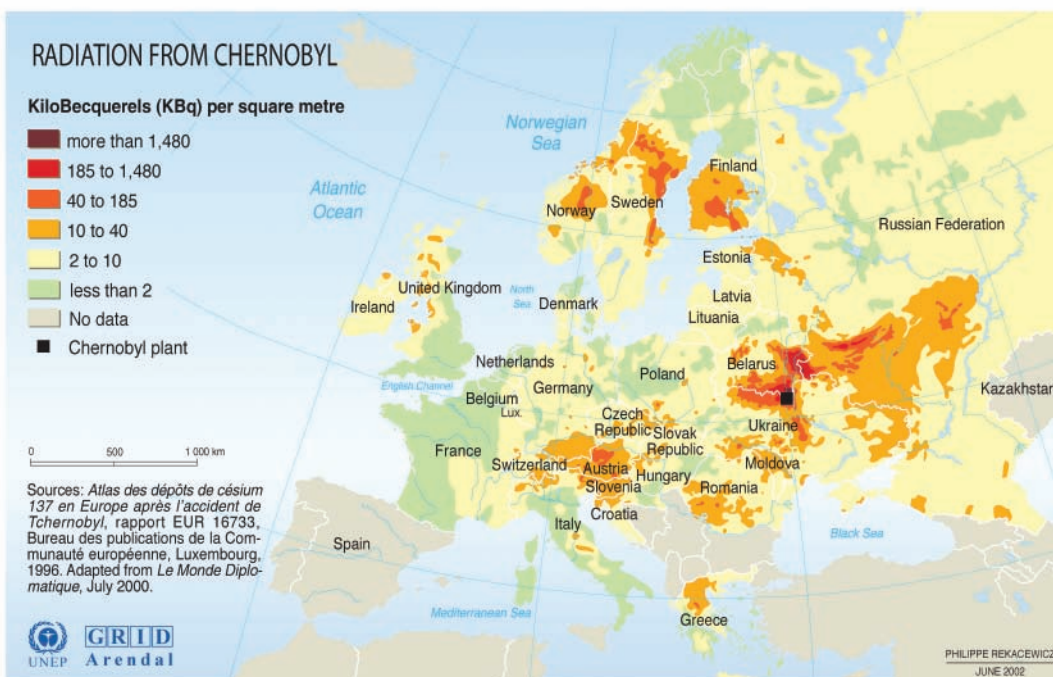 RADIATION FROM CHERNOBYL
KiloBecquerels (KBq) per square metre
more than 1,480
185 to 1,480
40 to 185
10 to 40
2 to 10
less than 2
No data
Chernobyl plant
0 500 1 000 km
Sources: Atlas des dépôts de césium
137 en Europe après l'accident de
Tchernobyl, rapport EUR 16733,
Bureau des publications de la Com-
munauté européenne, Luxembourg,
1996. Adapted from Le Monde Diplo-
matique, July 2000.
UNEP
GRID
Arendal
Norwegian
Sea
Atlantic
Ocean
Finland
Norway
Sweden
Russian Federation
Estonia
United Kingdom
Ireland
North
Sea
Denmark
Latvia
Lituania
Netherlands
Belarus
English Channel
Belgium
Germany
Poland
Kazakhstan
Lux.
Czech
Republic
Ukraine
France
Slovak
Republic
Switzerland
Austria
Moldova
Hungary
Slovenia
Romania
Croatia
Italy
Spain
Black Sea
Mediterranean Sea
Greece
PHILIPPE REKACEWICZ
JUNE 2002